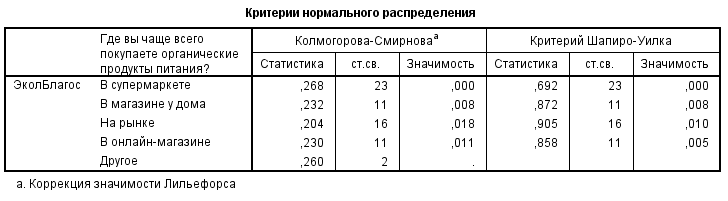 Критерии нормального распределения
Где вы чаще всего покупаете органические продукты питания? Колмогорова-Смирноваª Критерий Шапиро-Уилка
Статистика ст.св. Значимость Статистика ст.св. Значимость
ЭколБлагос В супермаркете ,268 23 ,000 ,692 23 ,000
В магазине у дома ,232 11 ,008 ,872 11 ,008
На рынке ,204 16 ,018 ,905 16 ,010
В онлайн-магазине ,230 11 ,011 ,858 11 ,005
Другое ,260 2 .
а. Коррекция значимости Лильефорса